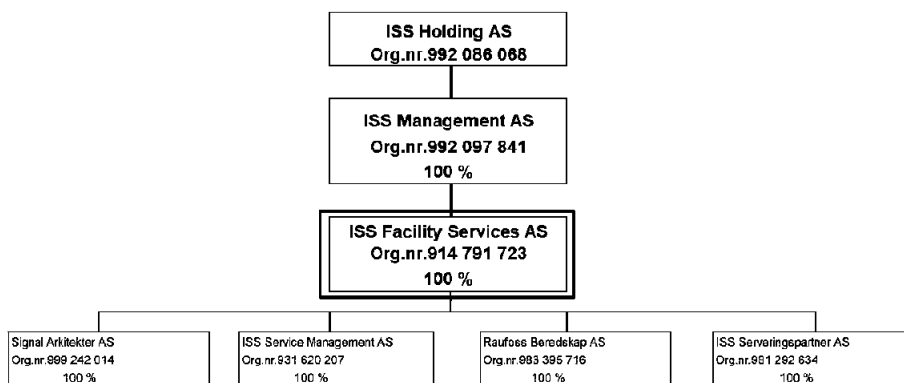 ISS Holding AS
Org.nr.992 086 068
ISS Management AS
Org.nr.992 097 841
100 %
ISS Facility Services AS
Org.nr.914 791 723
100 %
Signal Arkitekter AS
Org.nr.999 242 014
100 %
ISS Service Management AS
Org.nr.931 620 207
100 %
Raufoss Beredskap AS
Org.nr.983 395 716
100 %
ISS Serveringspartner AS
Org.nr.981 292 634
100 %